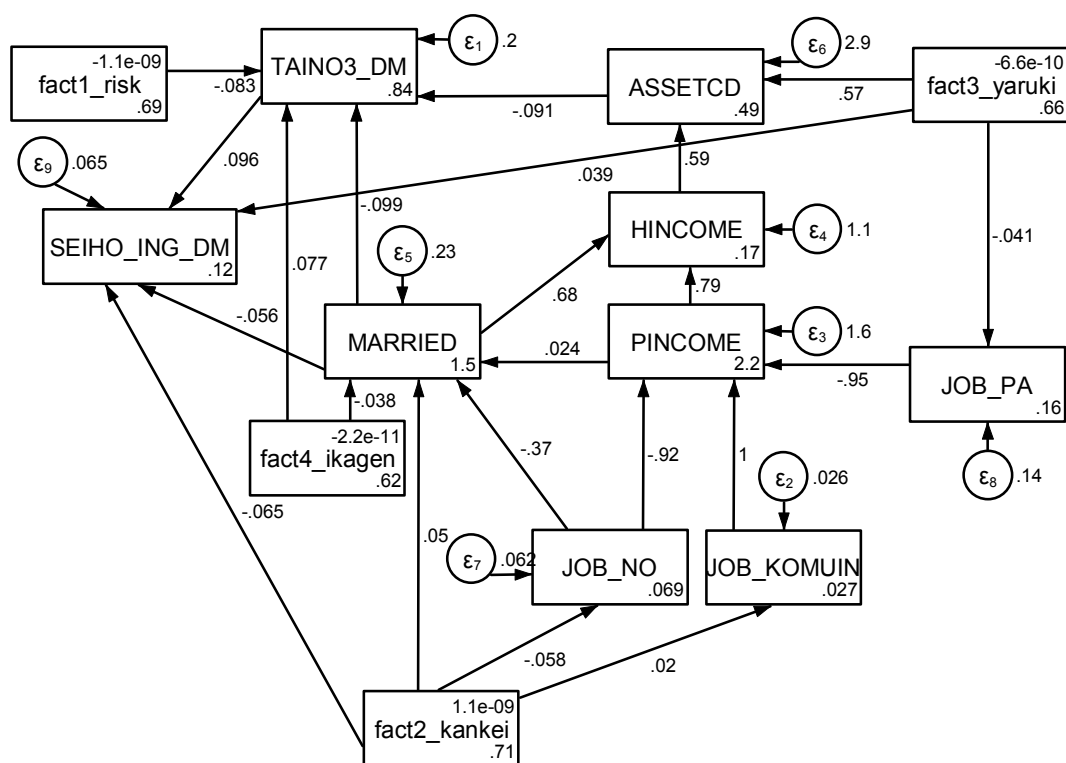 ε1 .2
ε6 2.9
-1.1e-09
fact1_risk
.69
-.083
TAINO3_DM
.84
-.091
ASSETCD
.49
.57
-6.6e-10
fact3_yaruki
.66
ε9 .065
.096
-.099
.59
.039
SEIHO_ING_DM
.12
.077
ε5 .23
HINCOME
.17
ε4 1.1
-.041
.68
.79
-.056
MARRIED
1.5
.024
PINCOME
2.2
ε3 1.6
-.95
JOB_PA
.16
-.038
-2.2e-11
fact4_ikagen
.62
-.37
-.92
1
ε2 .026
ε8 .14
-.065
.05
ε7 .062
JOB_NO
.069
JOB_KOMUIN
.027
-.058
.02
1.1e-09
fact2_kankei
.71